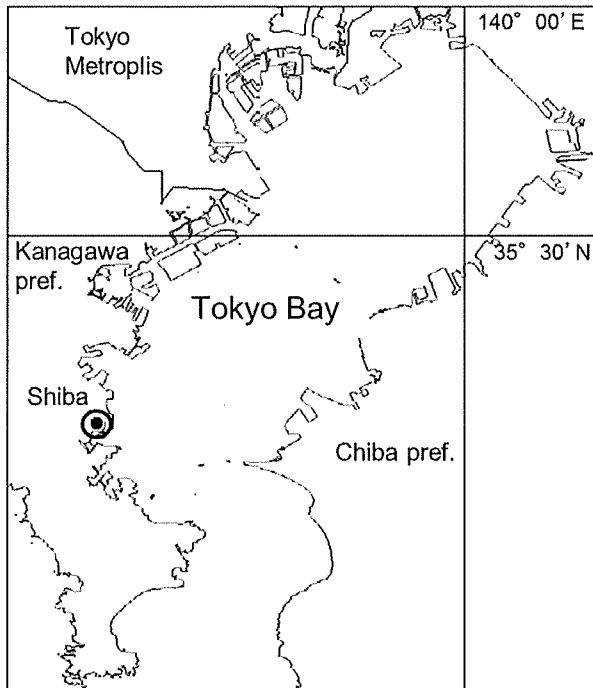 Tokyo
Metroplis
140° 00' E
Kanagawa
pref.
35° 30' N
Tokyo Bay
Shiba
Chiba pref.